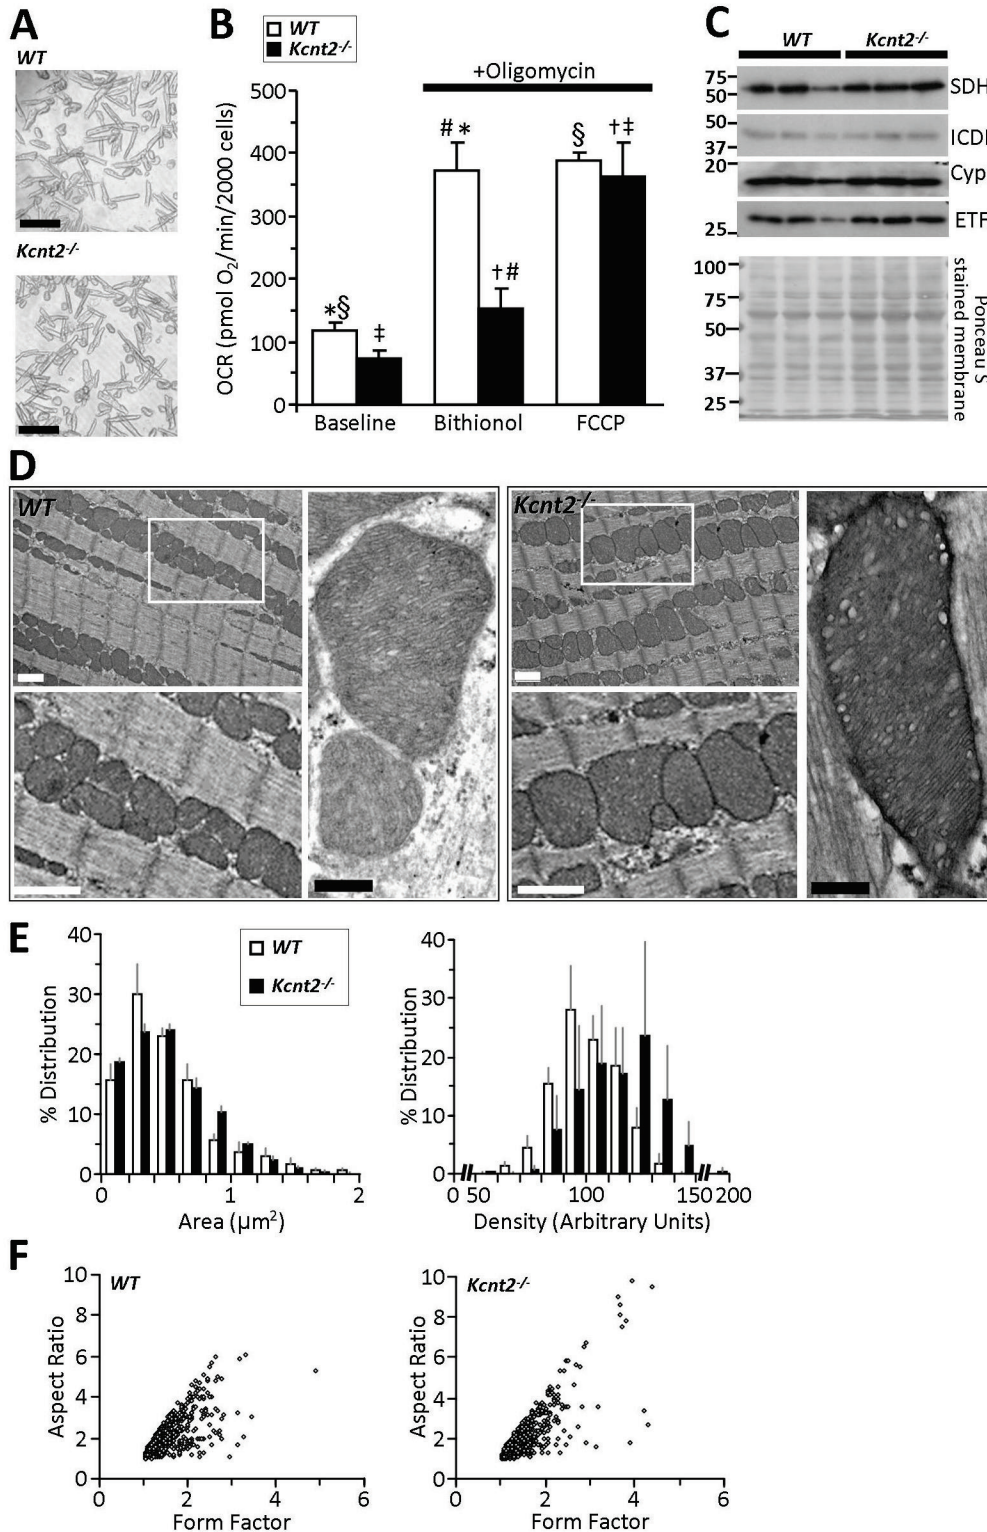 A
WT
Kcnt2-/-
B
WT
Kcnt2-/-
+Oligomycin
OCR (pmol O2/min/2000 cells)
500
400
300
200
100
0
*§
‡
#*
†#
§
†‡
Baseline
Bithionol
FCCP
C
WT
Kcnt2-/-
75
50
SDH
50
37
ICDH
20
Cyp
25
ETF
100
75
50
37
25
Ponceau S
stained membrane
D
WT
Kcnt2-/-
E
WT
Kcnt2-/-
% Distribution
40
30
20
10
0
0
1
2
Area (µm2)
% Distribution
40
30
20
10
0
0 50
100
150 200
Density (Arbitrary Units)
F
WT
Aspect Ratio
10
8
6
4
2
0
0
2
4
6
Form Factor
Kcnt2-/-
Aspect Ratio
10
8
6
4
2
0
0
2
4
6
Form Factor